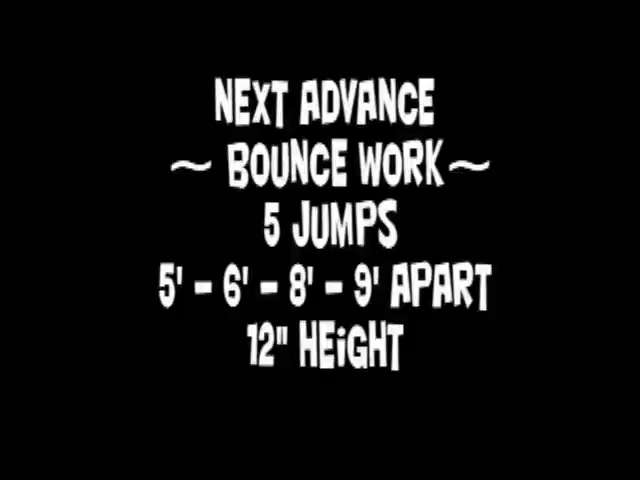 NEXT ADVANCE
~ BOUNCE WORK ~
5 JUMPS
5' - 6' - 8' - 9' APART
12" HEiGHT